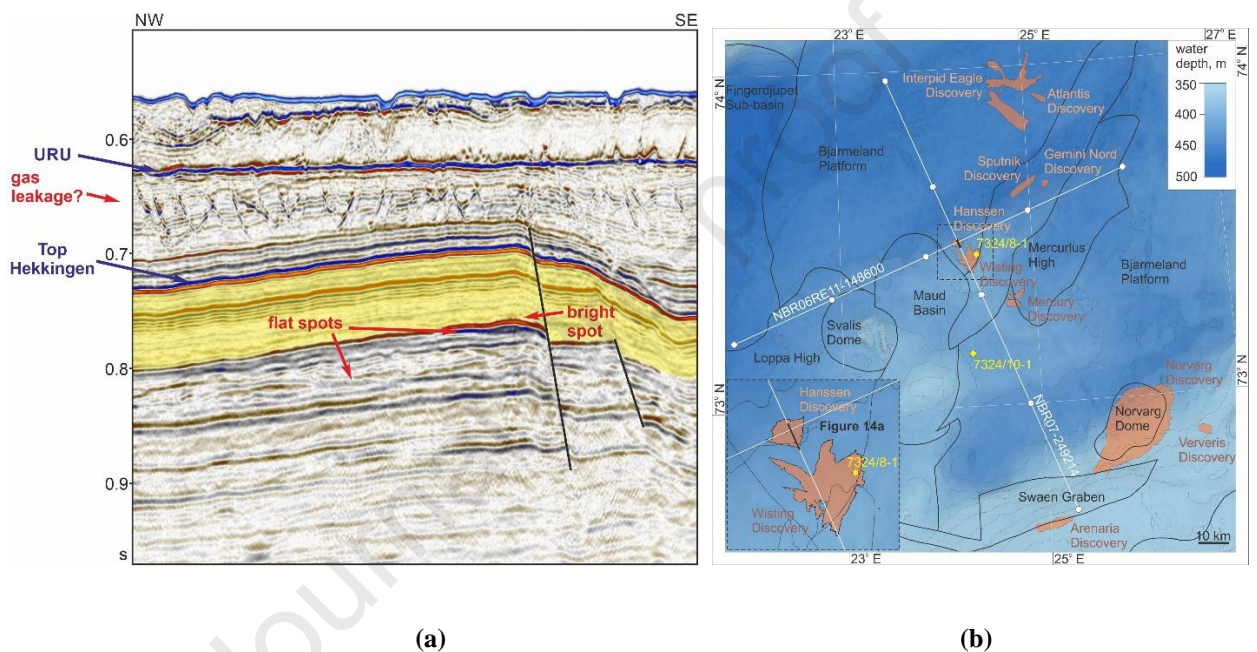 NW
SE
0.6
URU
gas
leakage?
0.7
Top
Hekkingen
flat spots
bright
spot
0.8
0.9
s
23° E
25° E
27° E
74° N
74° N
water
depth, m
350
400
450
500
Fingerdjupet
Sub-basin
Interpid Eagle
Discovery
Atlantis
Discovery
Bjarmeland
Platform
Sputnik
Discovery
Gemini Nord
Discovery
Hanssen
Discovery
7324/8-1
Wisting
Discovery
Mercurlus
High
Bjarmeland
Platform
NBR06RE11-148600
Maud
Basin
Mercury
Discovery
Svalis
Dome
Loppa High
7324/10-1
73° N
73° N
Norvarg
Discovery
Norvarg
Dome
NBR07-249214
Ververis
Discovery
Hanssen
Discovery
Figure 14a
7324/8-1
Wisting
Discovery
Swaen Graben
Arenaria
Discovery
10 km
23° E
25° E
(a)
(b)
Journal
proof